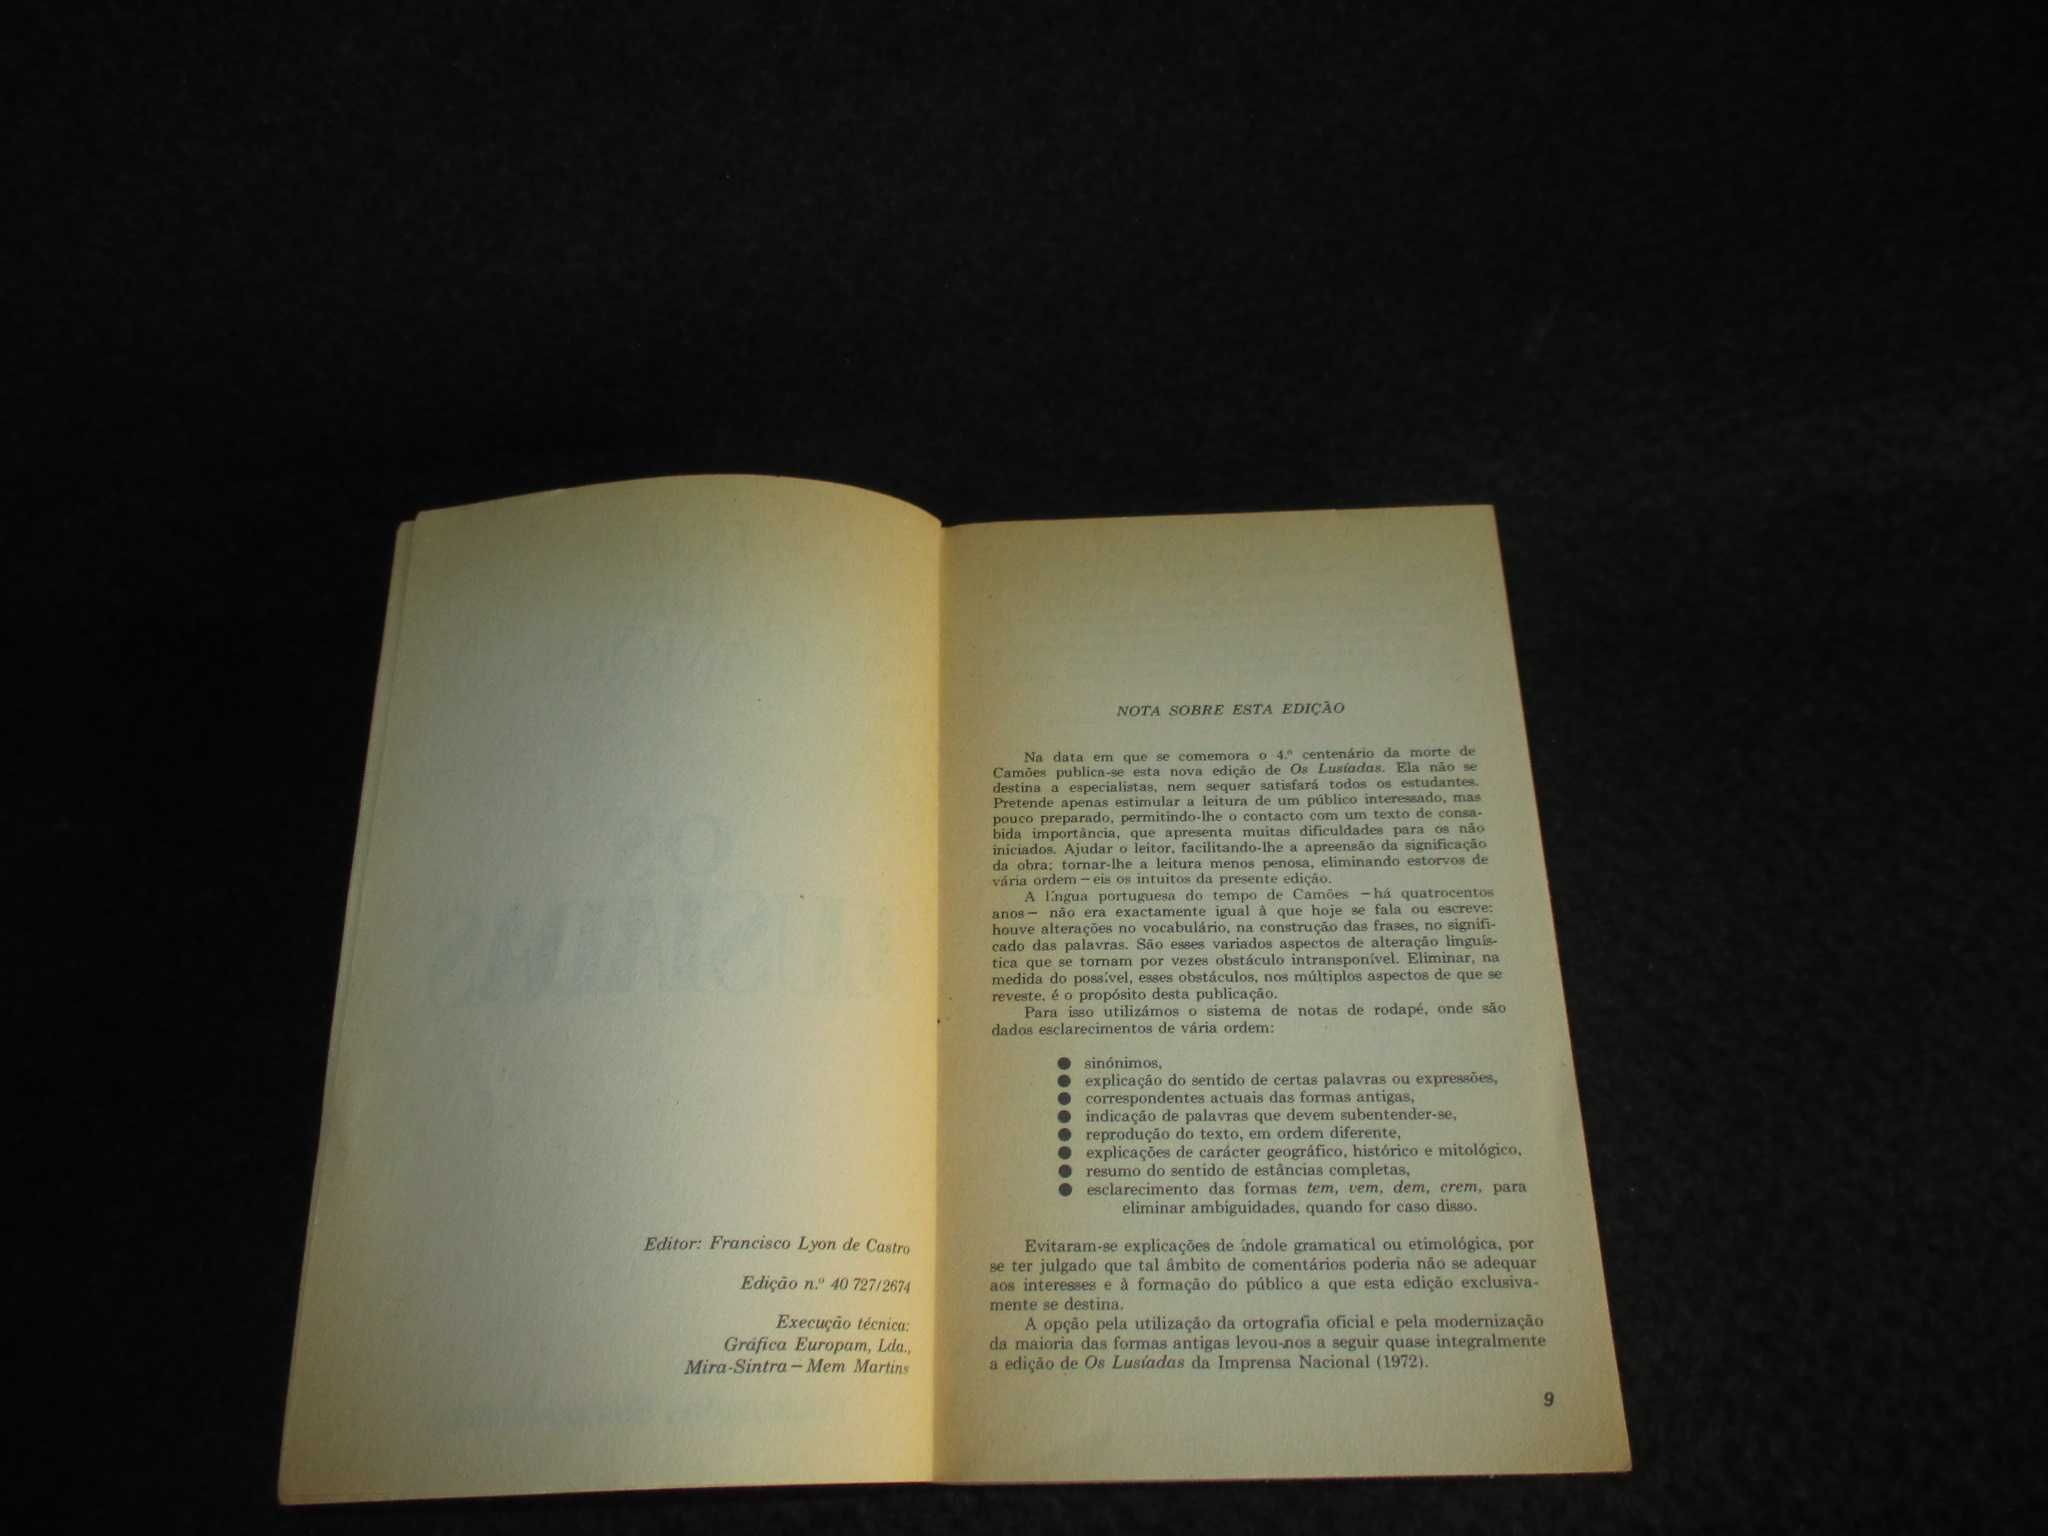 Editor: Francisco Lyon de Castro
Edição n.º 40 727/2674
Execução técnica:
Gráfica Europam, Lda.,
Mira-Sintra — Mem Martins
NOTA SOBRE ESTA EDIÇÃO
Na data em que se comemora o 4.º centenário da morte de
Camões publica-se esta nova edição de Os Lusíadas. Ela não se
destina a especialistas, nem sequer satisfará todos os estudantes.
Pretende apenas estimular a leitura de um público interessado, mas
pouco preparado, permitindo-lhe o contacto com um texto de consa-
bida importância, que apresenta muitas dificuldades para os não
iniciados. Ajudar o leitor, facilitando-lhe a apreensão da significação
da obra; tornar-lhe a leitura menos penosa, eliminando estorvos de
vária ordem — eis os intuitos da presente edição.
A língua portuguesa do tempo de Camões — há quatrocentos
anos — não era exactamente igual à que hoje se fala ou escreve:
houve alterações no vocabulário, na construção das frases, no signifi-
cado das palavras. São esses variados aspectos de alteração linguís-
tica que se tornam por vezes obstáculo intransponível. Eliminar, na
medida do possível, esses obstáculos, nos múltiplos aspectos de que se
reveste, é o propósito desta publicação.
Para isso utilizámos o sistema de notas de rodapé, onde são
dados esclarecimentos de vária ordem:
● sinónimos,
● explicação do sentido de certas palavras ou expressões,
● correspondentes actuais das formas antigas,
● indicação de palavras que devem subentender-se,
● reprodução do texto, em ordem diferente,
● explicações de carácter geográfico, histórico e mitológico,
● resumo do sentido de estâncias completas,
● esclarecimento das formas tem, vem, dem, crem, para
eliminar ambiguidades, quando for caso disso.
Evitaram-se explicações de índole gramatical ou etimológica, por
se ter julgado que tal âmbito de comentários poderia não se adequar
aos interesses e à formação do público a que esta edição exclusiva-
mente se destina.
A opção pela utilização da ortografia oficial e pela modernização
da maioria das formas antigas levou-nos a seguir quase integralmente
a edição de Os Lusíadas da Imprensa Nacional (1972).
9